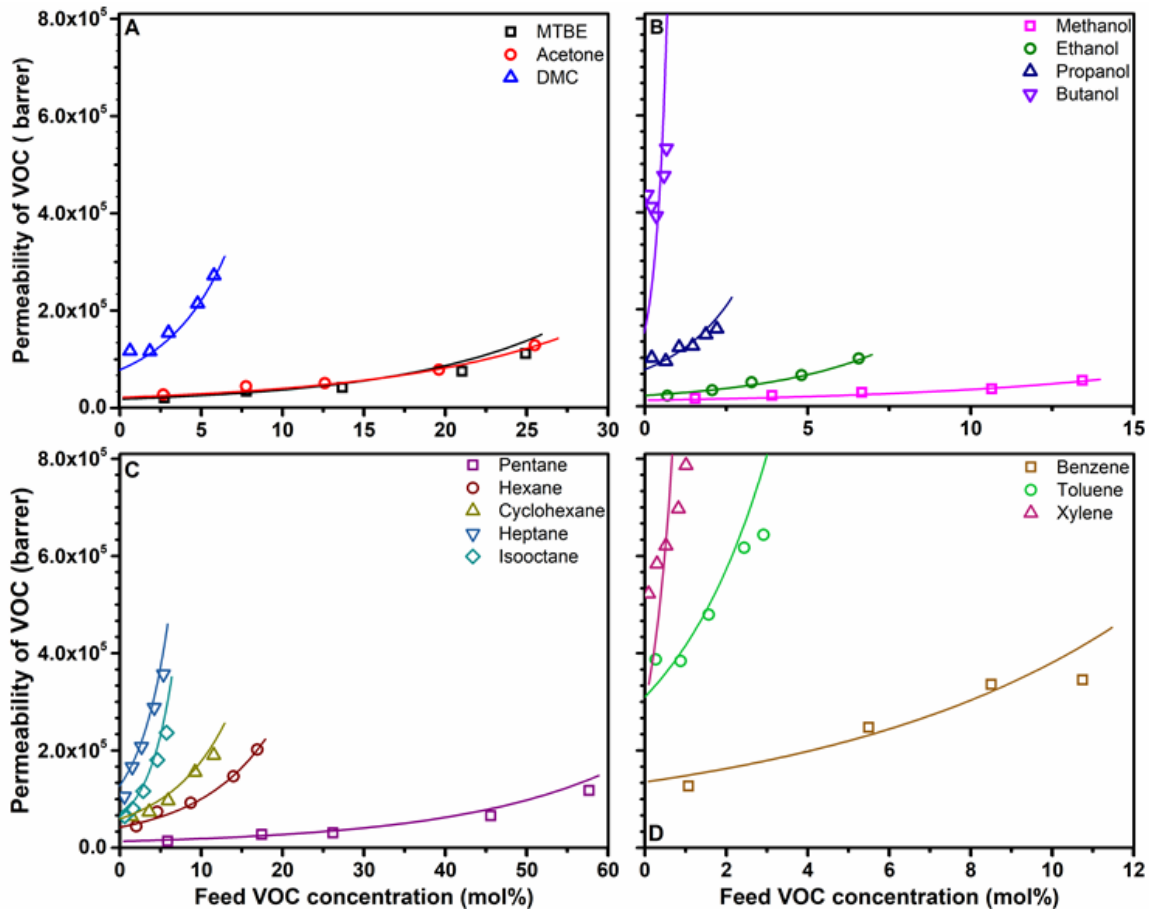 A
MTBE
Acetone
DMC
8.0x10⁵
6.0x10⁵
4.0x10⁵
2.0x10⁵
0.0
Permeability of VOC ( barrer)
0 5 10 15 20 25 30
B
Methanol
Ethanol
Propanol
Butanol
0 5 10 15
C
Pentane
Hexane
Cyclohexane
Heptane
Isooctane
8.0x10⁵
6.0x10⁵
4.0x10⁵
2.0x10⁵
0.0
Permeability of VOC (barrer)
0 10 20 30 40 50 60
Feed VOC concentration (mol%)
Benzene
Toluene
Xylene
D
0 2 4 6 8 10 12
Feed VOC concentration (mol%)